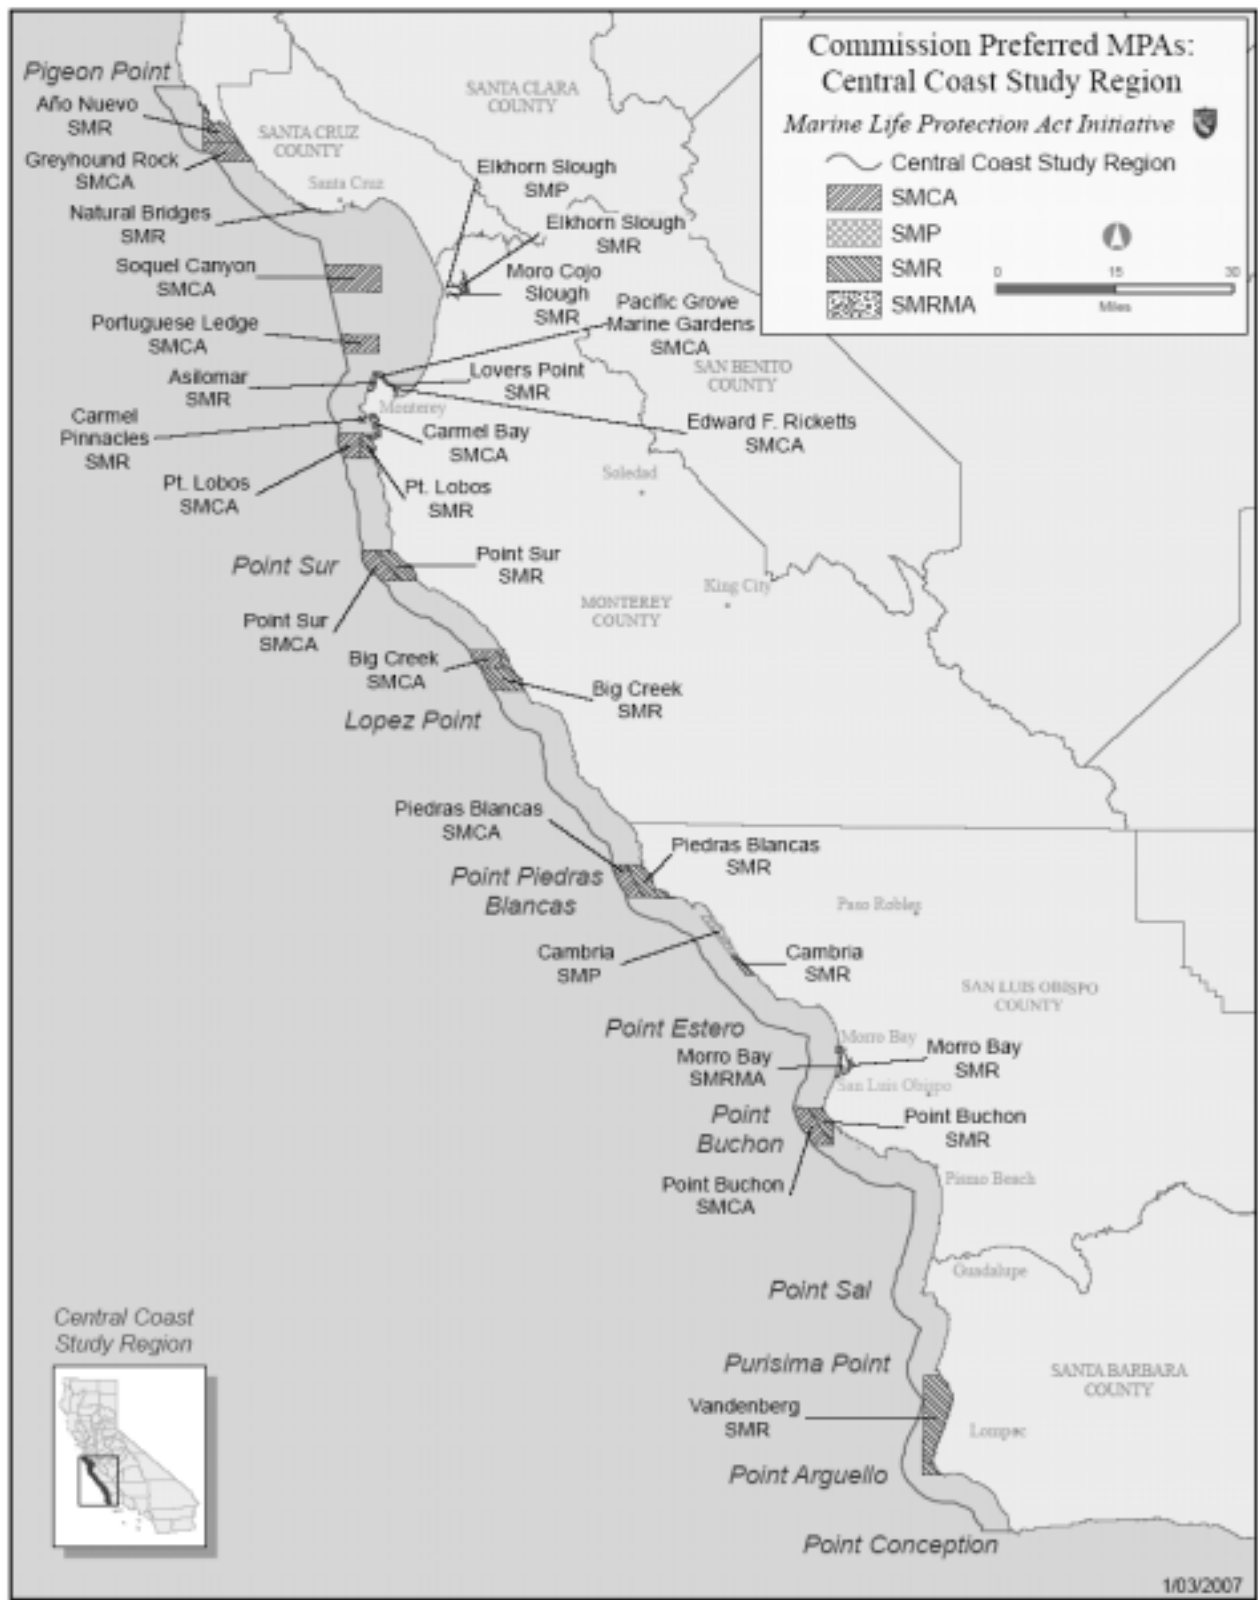 Commission Preferred MPAs:
Central Coast Study Region
Marine Life Protection Act Initiative
Central Coast Study Region
SMCA
SMP
SMR
SMRMA
0 15 30
Miles
Pigeon Point
Año Nuevo
SMR
SANTA CLARA
COUNTY
SANTA CRUZ
COUNTY
Greyhound Rock
SMCA
Santa Cruz
Elkhorn Slough
SMP
Natural Bridges
SMR
Elkhorn Slough
SMR
Soquel Canyon
SMCA
Moro Cojo
Slough
SMR
Pacific Grove
Marine Gardens
SMCA
Portuguese Ledge
SMCA
SAN BENITO
COUNTY
Asilomar
SMR
Lovers Point
SMR
Monterey
Carmel
Pinnacles
SMR
Carmel Bay
SMCA
Edward F. Ricketts
SMCA
Soledad
Pt. Lobos
SMCA
Pt. Lobos
SMR
Point Sur
Point Sur
SMR
King City
MONTEREY
COUNTY
Point Sur
SMCA
Big Creek
SMCA
Big Creek
SMR
Lopez Point
Piedras Blancas
SMCA
Piedras Blancas
SMR
Point Piedras
Blancas
Paso Robles
Cambria
SMP
Cambria
SMR
SAN LUIS OBISPO
COUNTY
Point Estero
Morro Bay
Morro Bay
SMRMA
Morro Bay
SMR
San Luis Obispo
Point
Buchon
Point Buchon
SMR
Point Buchon
SMCA
Pismo Beach
Guadalupe
Point Sal
Central Coast
Study Region
Purisima Point
SANTA BARBARA
COUNTY
Vandenberg
SMR
Lompoc
Point Arguello
Point Conception
1/03/2007